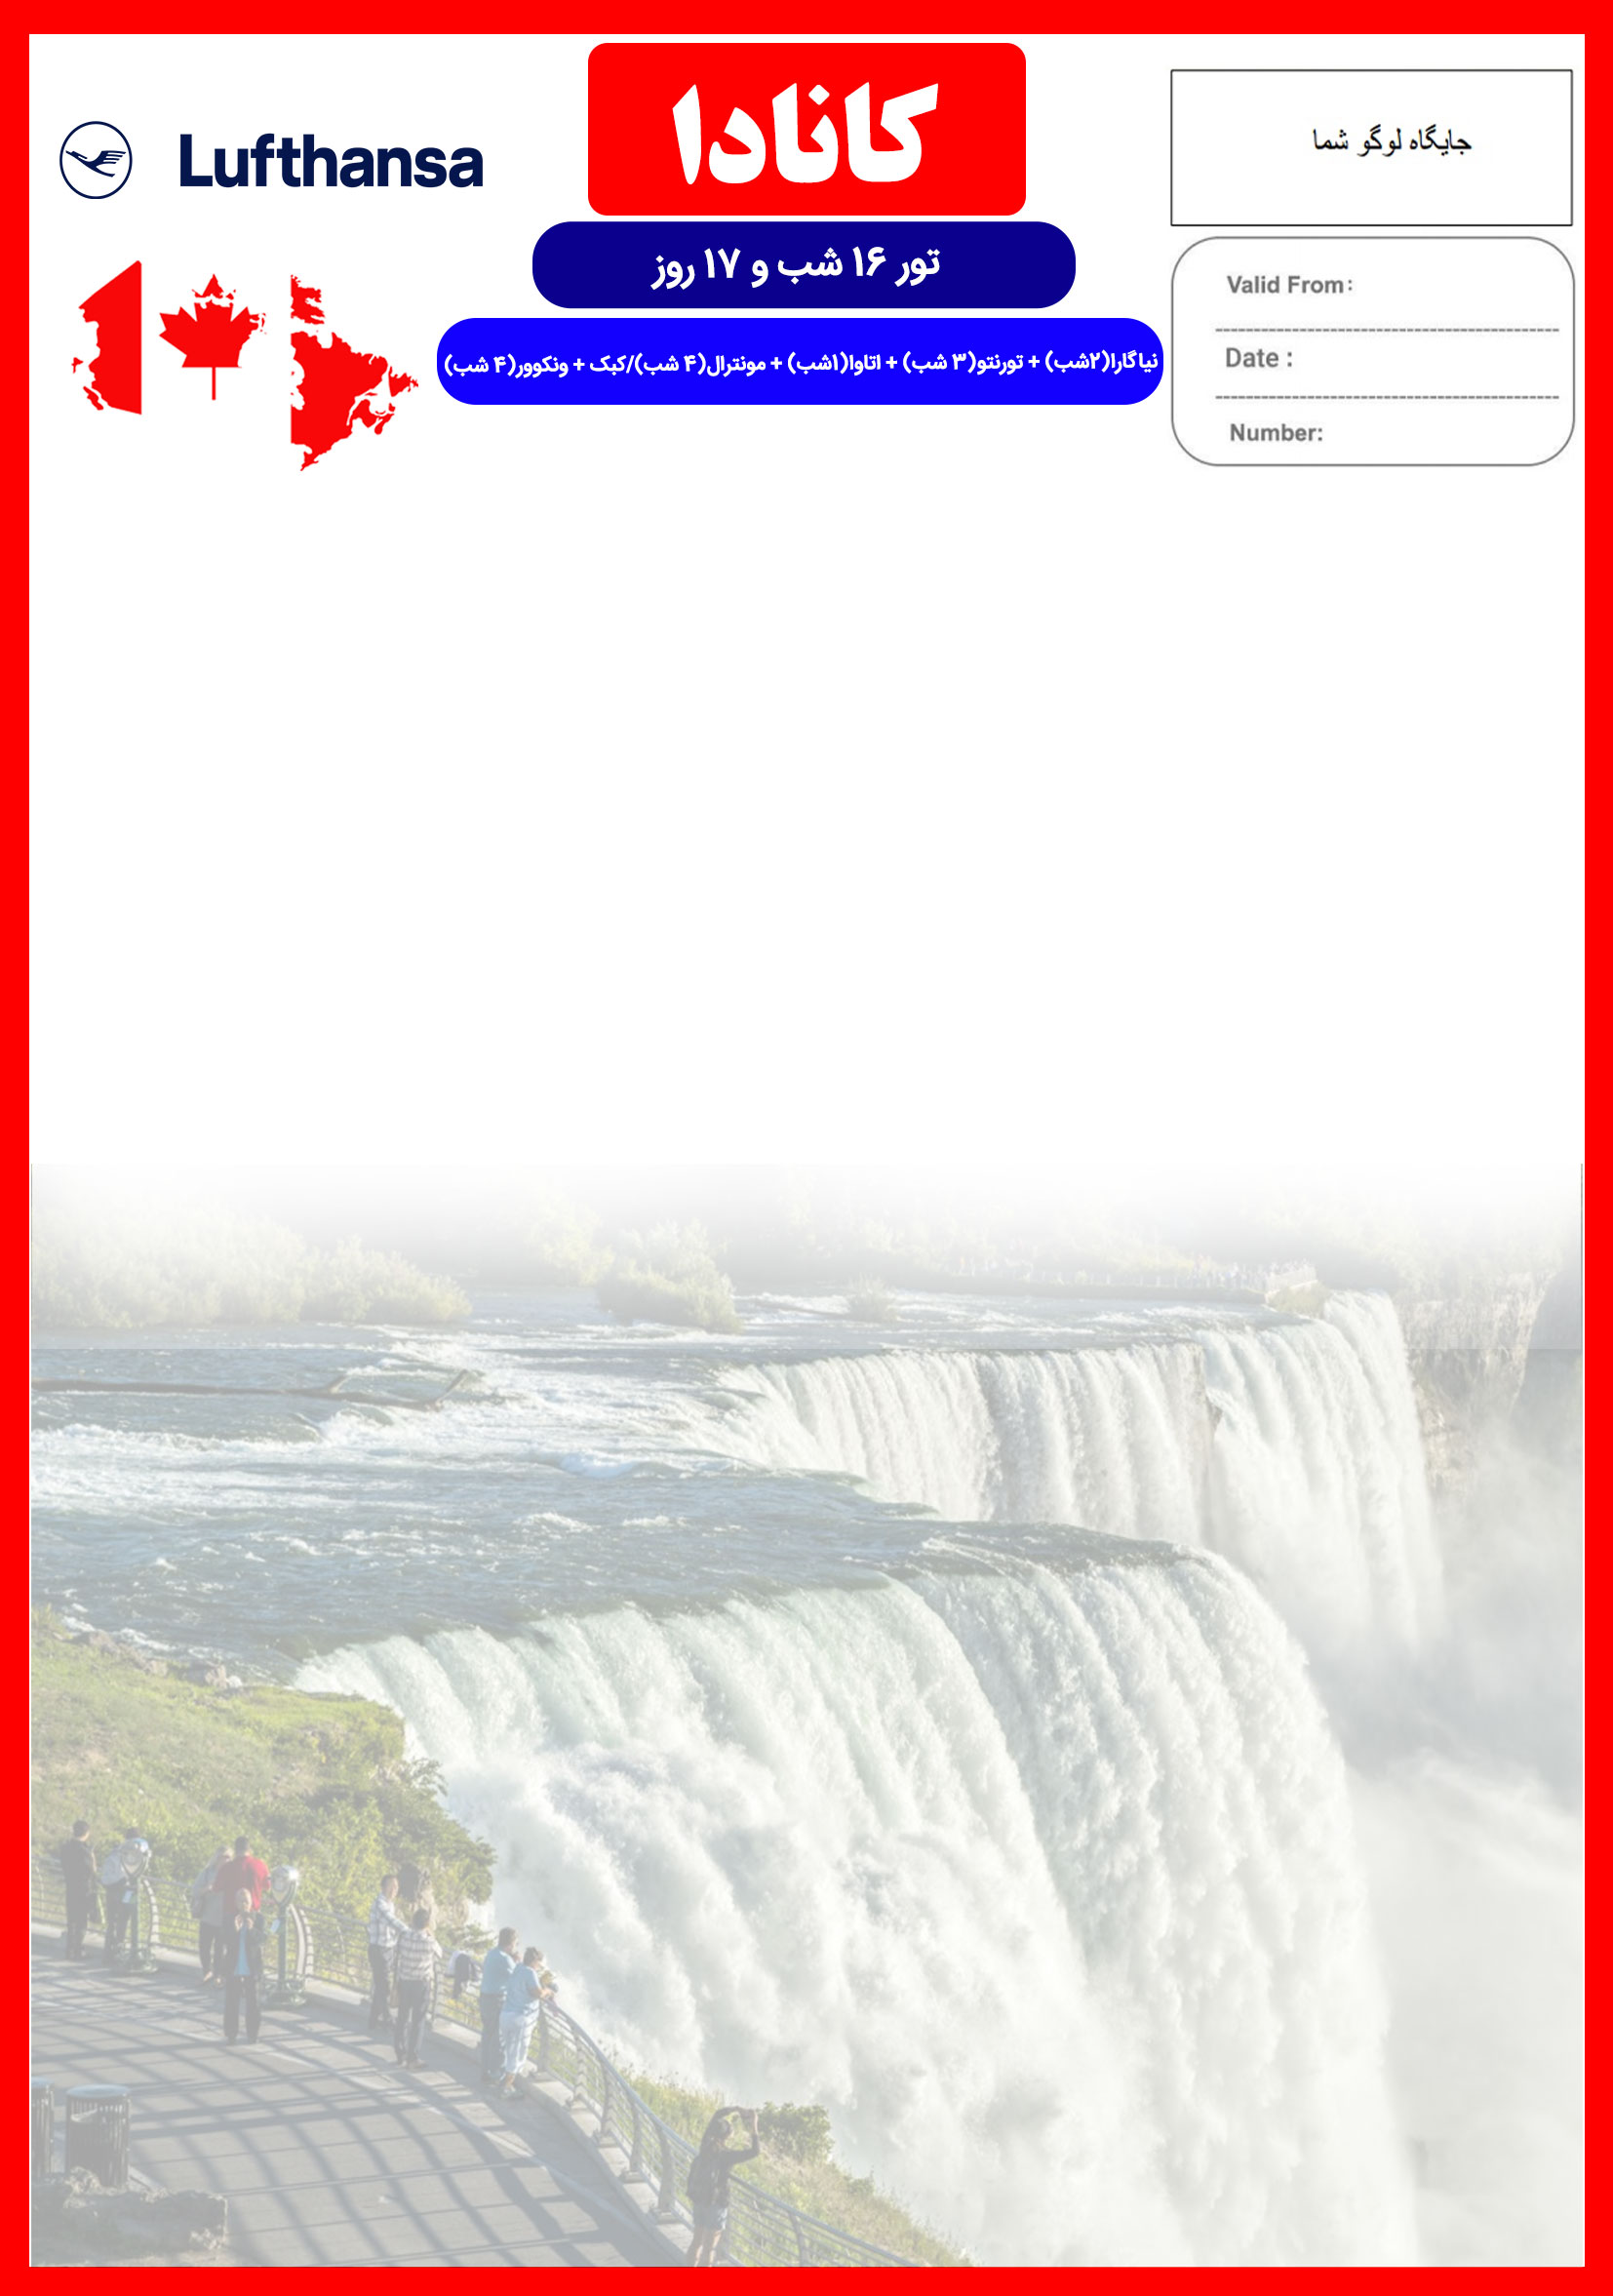 کانادا
Lufthansa
جایگاه لوگو شما
تور ۱۶ شب و ۱۷ روز
نیاگارا(۲شب) + تورنتو(۳ شب) + اتاوا(۱شب) + مونترال(۴ شب)/کبک + ونکوور(۴ شب)
Valid From:
Date :
Number: